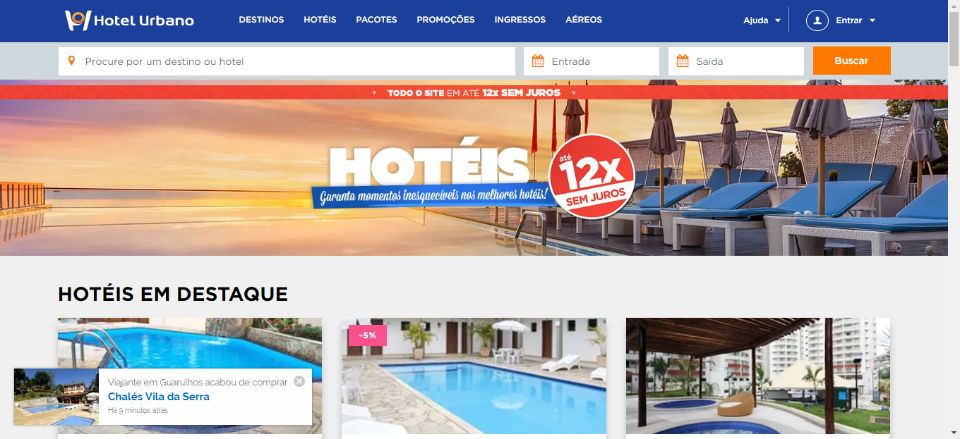 Hotel Urbano
DESTINOS HOTÉIS PACOTES PROMOÇÕES INGRESSOS AÉREOS
Ajuda Entrar
Procure por um destino ou hotel
Entrada
Saída
Buscar
• TODO O SITE EM ATÉ 12x SEM JUROS •
HOTÉIS
Garanta momentos inesquecíveis nos melhores hotéis!
até
12x
SEM JUROS
HOTÉIS EM DESTAQUE
-5%
Viajante em Guarulhos acabou de comprar
Chalés Vila da Serra
Há 9 minutos atrás